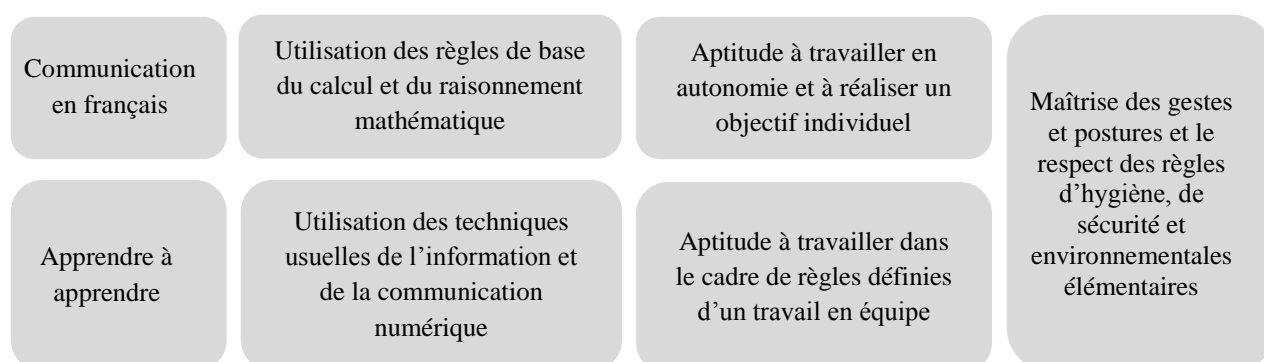 Communication
en français
Utilisation des règles de base
du calcul et du raisonnement
mathématique
Aptitude à travailler en
autonomie et à réaliser un
objectif individuel
Maîtrise des gestes
et postures et le
respect des règles
d’hygiène, de
sécurité et
environnementales
élémentaires
Apprendre à
apprendre
Utilisation des techniques
usuelles de l’information et
de la communication
numérique
Aptitude à travailler dans
le cadre de règles définies
d’un travail en équipe